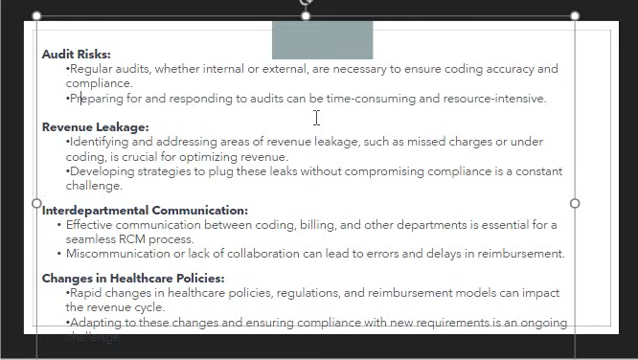 Audit Risks:
•Regular audits, whether internal or external, are necessary to ensure coding accuracy and
compliance.
•Preparing for and responding to audits can be time-consuming and resource-intensive.
Revenue Leakage:
•Identifying and addressing areas of revenue leakage, such as missed charges or under
coding, is crucial for optimizing revenue.
•Developing strategies to plug these leaks without compromising compliance is a constant
challenge.
Interdepartmental Communication:
• Effective communication between coding, billing, and other departments is essential for a
seamless RCM process.
• Miscommunication or lack of collaboration can lead to errors and delays in reimbursement.
Changes in Healthcare Policies:
•Rapid changes in healthcare policies, regulations, and reimbursement models can impact
the revenue cycle.
•Adapting to these changes and ensuring compliance with new requirements is an ongoing
challenge.